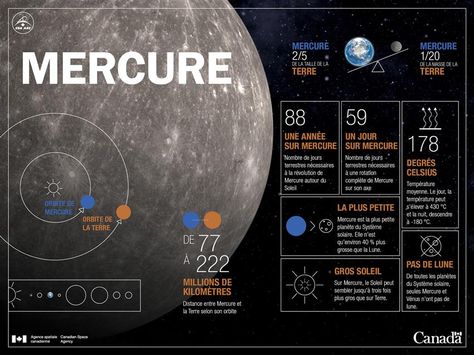 MERCURE
MERCURE
2/5
DE LA TAILLE DE LA
TERRE
MERCURE
1/20
DE LA MASSE DE LA
TERRE
88
UNE ANNÉE
SUR MERCURE
Nombre de jours
terrestres nécessaires
à la révolution de
Mercure autour du
Soleil
59
UN JOUR
SUR MERCURE
Nombre de jours
terrestres nécessaires
à une rotation
complète de Mercure
sur son axe
178
DEGRÉS
CELSIUS
Température
moyenne. Le jour, la
température peut
s'élever à 430 °C
et la nuit, descendre
à -180 °C.
ORBITE DE
MERCURE
ORBITE DE
LA TERRE
DE 77
À 222
MILLIONS DE
KILOMÈTRES
Distance entre Mercure et
la Terre selon son orbite
LA PLUS PETITE
Mercure est la plus petite
planète du Système
solaire. Elle n'est
qu'environ 40 % plus
grosse que la Lune.
GROS SOLEIL
Sur Mercure, le Soleil peut
sembler jusqu'à trois fois
plus gros que sur Terre.
PAS DE LUNE
De toutes les planètes
du Système solaire,
seules Mercure et
Vénus n'ont pas de
lune.
Agence spatiale
canadienne
Canadian Space
Agency
Canada